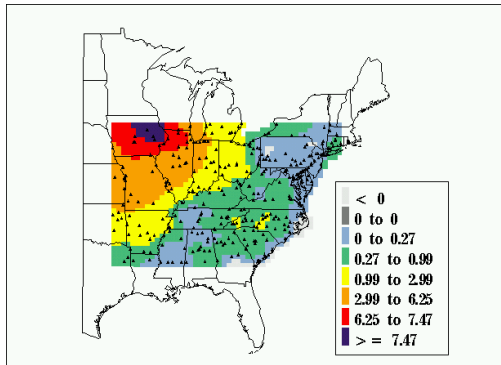 < 0
0 to 0
0 to 0.27
0.27 to 0.99
0.99 to 2.99
2.99 to 6.25
6.25 to 7.47
> = 7.47